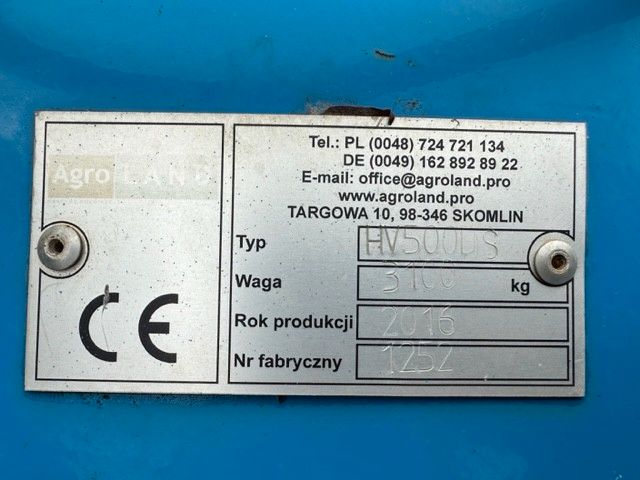 Agro LAND
Tel.: PL (0048) 724 721 134
DE (0049) 162 892 89 22
E-mail: office@agroland.pro
www.agroland.pro
TARGOWA 10, 98-346 SKOMLIN
Typ HV500US
Waga 3100 kg
Rok produkcji 2016
Nr fabryczny 1252
CE